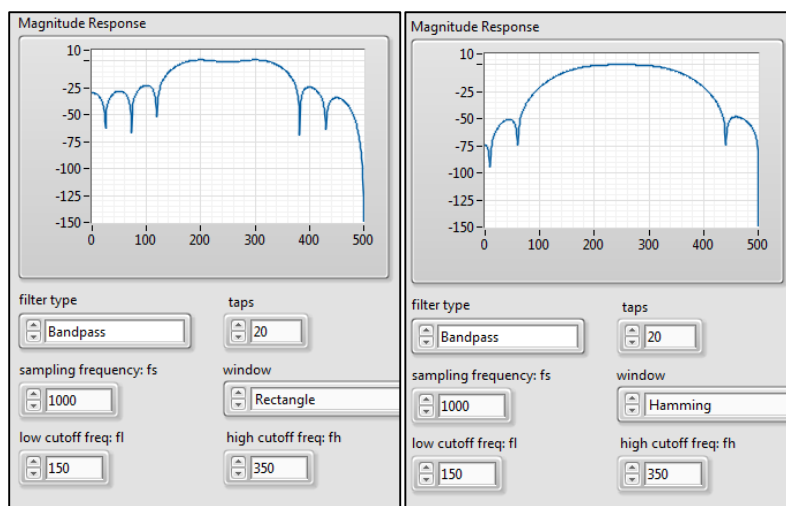 Magnitude Response
10
-25
-50
-75
-100
-125
-150
0 100 200 300 400 500
filter type taps
Bandpass 20
sampling frequency: fs window
1000 Rectangle
low cutoff freq: fl high cutoff freq: fh
150 350
Magnitude Response
10
-25
-50
-75
-100
-125
-150
0 100 200 300 400 500
filter type taps
Bandpass 20
sampling frequency: fs window
1000 Hamming
low cutoff freq: fl high cutoff freq: fh
150 350